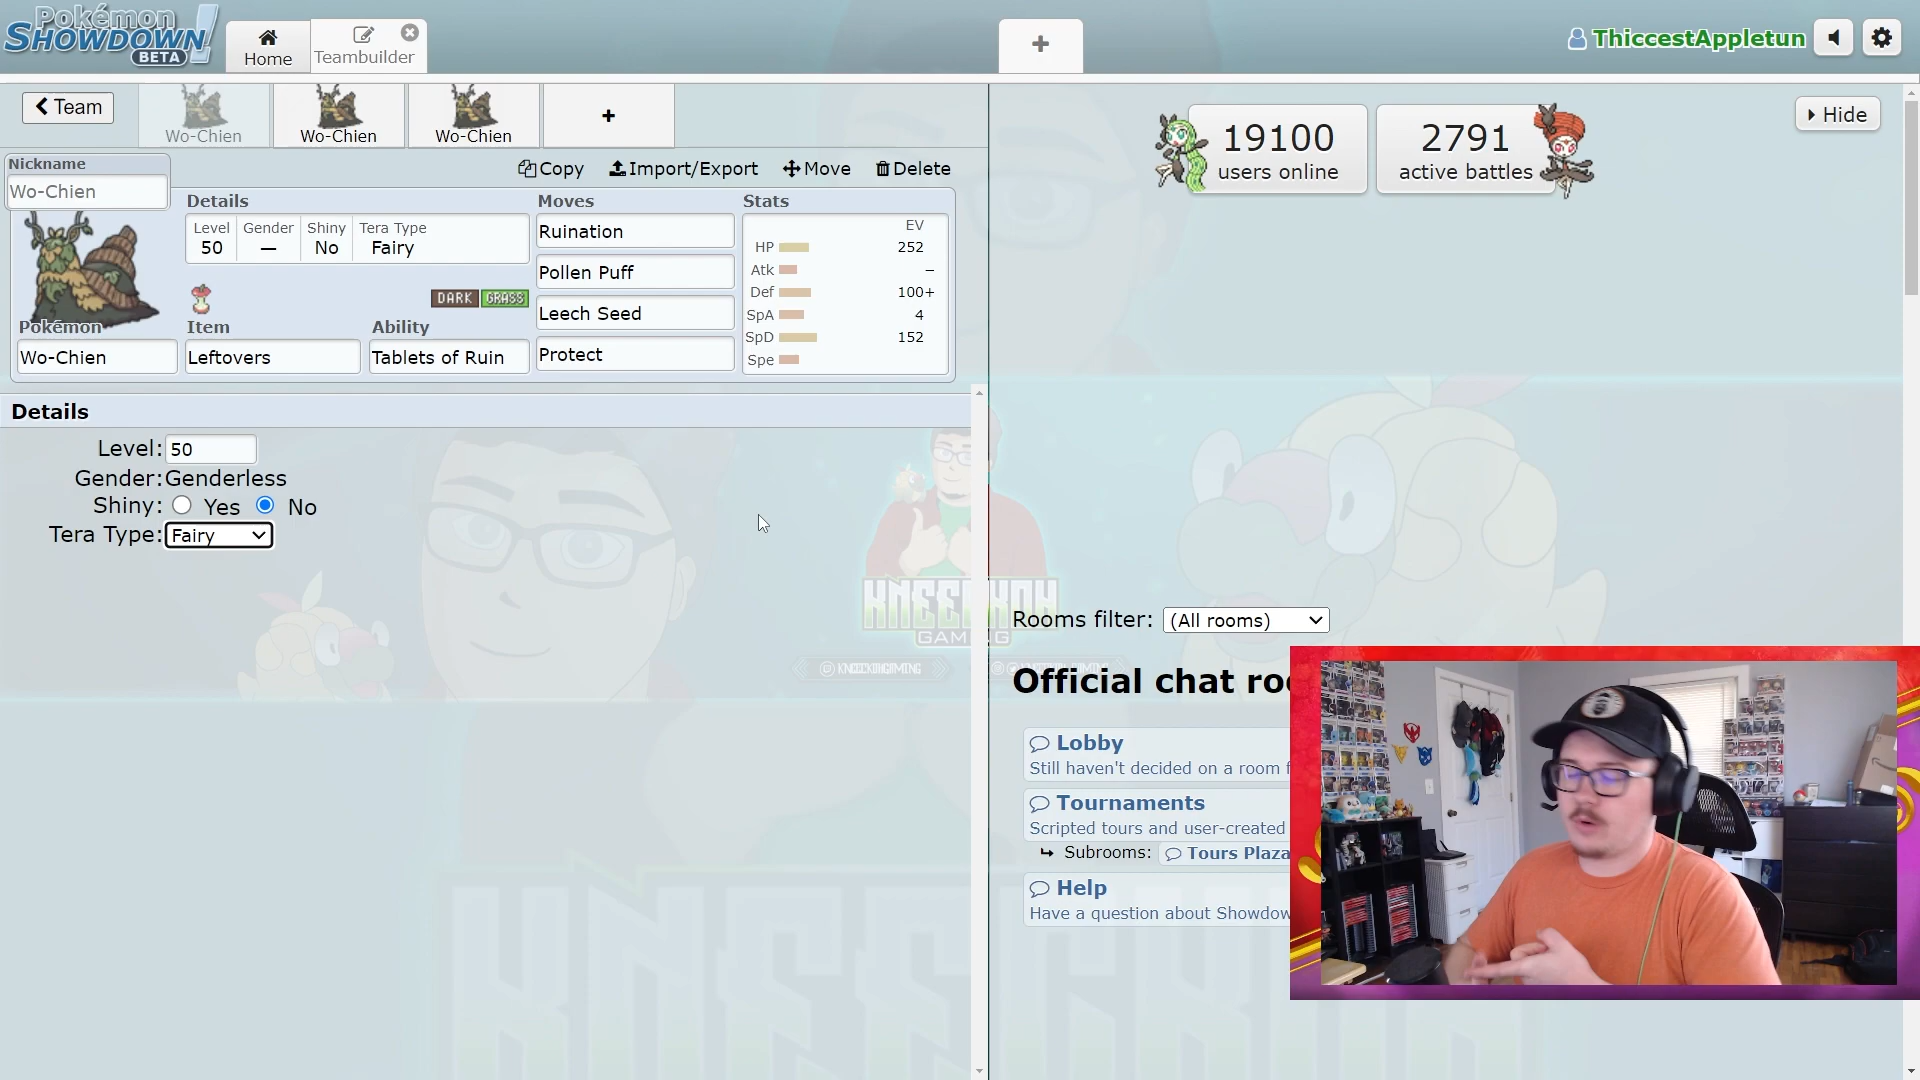 Pokémon
SHOWDOWN!
BETA
Home
Teambuilder
+
ThiccestAppletun
Team
Wo-Chien
Wo-Chien
Wo-Chien
+
19100
users online
2791
active battles
Hide
Nickname
Wo-Chien
Copy
Import/Export
Move
Delete
Details
Moves
Stats
Level
50
Gender
—
Shiny
No
Tera Type
Fairy
Ruination
Pollen Puff
Leech Seed
Protect
EV
HP 252
Atk –
Def 100+
SpA 4
SpD 152
Spe
DARK GRASS
Pokémon
Wo-Chien
Item
Leftovers
Ability
Tablets of Ruin
Details
Level: 50
Gender: Genderless
Shiny: Yes No
Tera Type: Fairy
KNEECKOH
GAMING
KNEECKOHGAMING
Rooms filter: (All rooms)
Official chat roo
Lobby
Still haven't decided on a room f
Tournaments
Scripted tours and user-created
Subrooms: Tours Plaza
Help
Have a question about Showdow